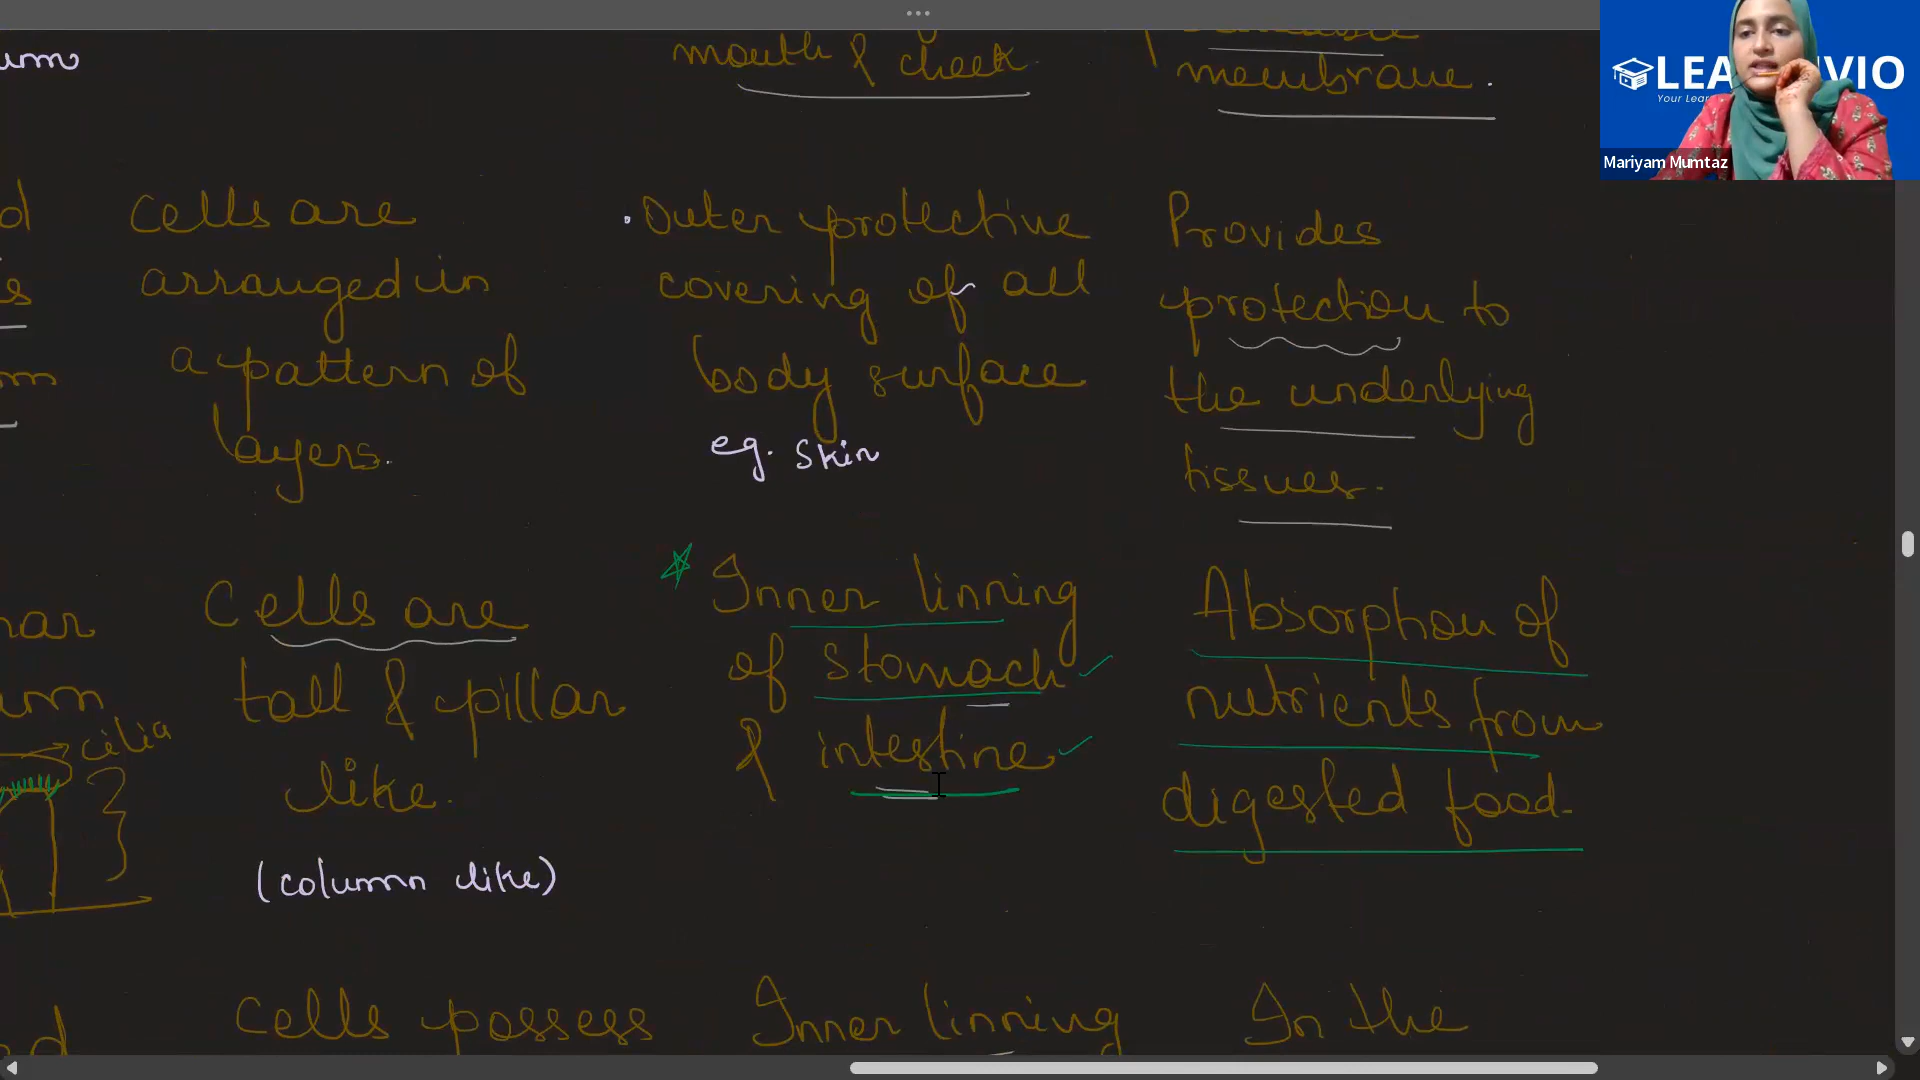 mouth & cheek.
membrane.
LEA VIO
Mariyam Mumtaz
cells are
arranged in
a pattern of
layers.
Outer protective
covering of all
body surface
eg. skin
Provides
protection to
the underlying
tissues.
Cells are
tall & pillar
like.
(column like)
cilia
Inner linning
of stomach
& intestine
Absorption of
nutrients from
digested food.
cells possess
Inner linning
In the